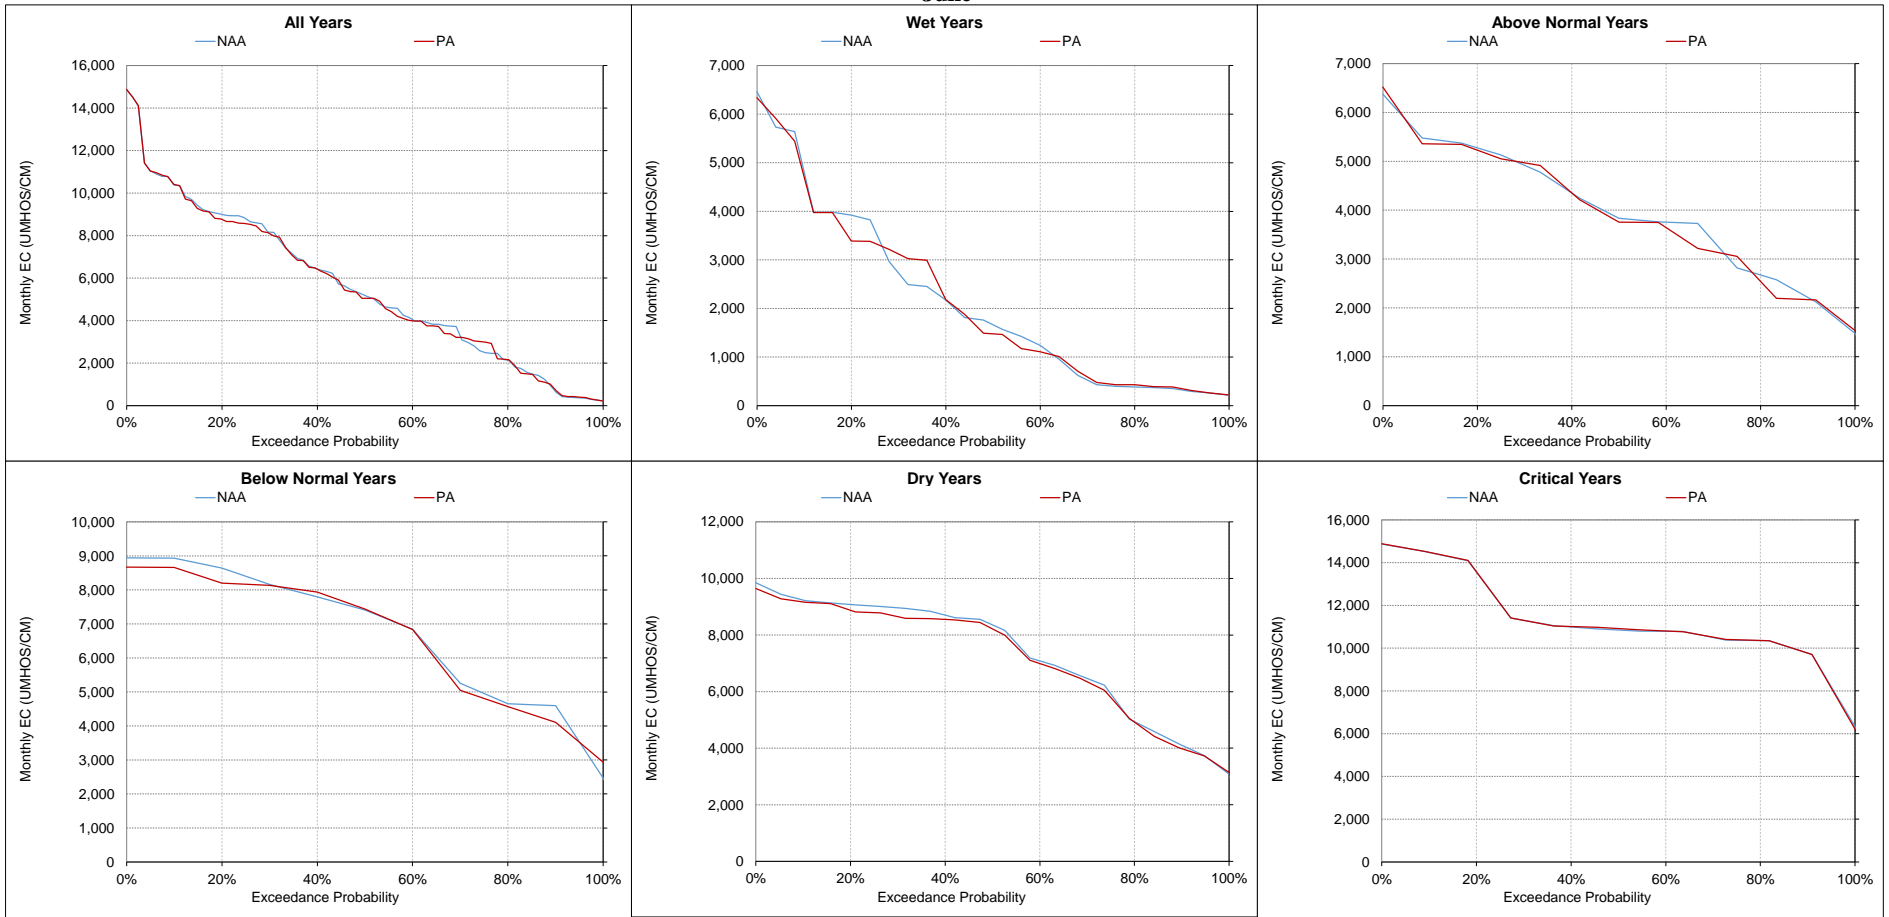 All Years
NAA PA
16,000
14,000
12,000
10,000
8,000
6,000
4,000
2,000
0
0% 20% 40% 60% 80% 100%
Exceedance Probability
Monthly EC (UMHOS/CM)
Wet Years
NAA PA
7,000
6,000
5,000
4,000
3,000
2,000
1,000
0
0% 20% 40% 60% 80% 100%
Exceedance Probability
Monthly EC (UMHOS/CM)
Above Normal Years
NAA PA
7,000
6,000
5,000
4,000
3,000
2,000
1,000
0
0% 20% 40% 60% 80% 100%
Exceedance Probability
Monthly EC (UMHOS/CM)
Below Normal Years
NAA PA
10,000
9,000
8,000
7,000
6,000
5,000
4,000
3,000
2,000
1,000
0
0% 20% 40% 60% 80% 100%
Exceedance Probability
Monthly EC (UMHOS/CM)
Dry Years
NAA PA
12,000
10,000
8,000
6,000
4,000
2,000
0
0% 20% 40% 60% 80% 100%
Exceedance Probability
Monthly EC (UMHOS/CM)
Critical Years
NAA PA
16,000
14,000
12,000
10,000
8,000
6,000
4,000
2,000
0
0% 20% 40% 60% 80% 100%
Exceedance Probability
Monthly EC (UMHOS/CM)